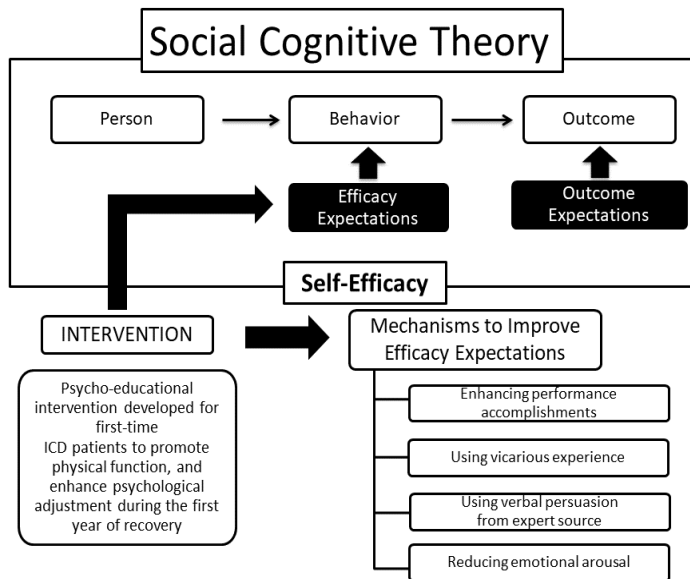 Social Cognitive Theory
Person
Behavior
Outcome
Efficacy
Expectations
Outcome
Expectations
Self-Efficacy
INTERVENTION
Mechanisms to Improve
Efficacy Expectations
Psycho-educational
intervention developed for
first-time
ICD patients to promote
physical function, and
enhance psychological
adjustment during the first
year of recovery
Enhancing performance
accomplishments
Using vicarious experience
Using verbal persuasion
from expert source
Reducing emotional arousal